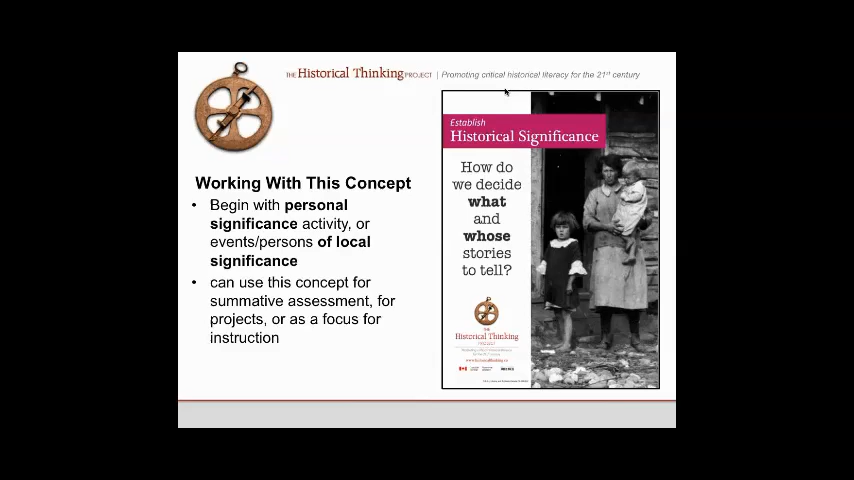 THE Historical Thinking PROJECT | Promoting critical historical literacy for the 21st century
Working With This Concept
• Begin with personal
significance activity, or
events/persons of local
significance
• can use this concept for
summative assessment, for
projects, or as a focus for
instruction
Establish
Historical Significance
How do
we decide
what
and
whose
stories
to tell?
THE
Historical Thinking
PROJECT